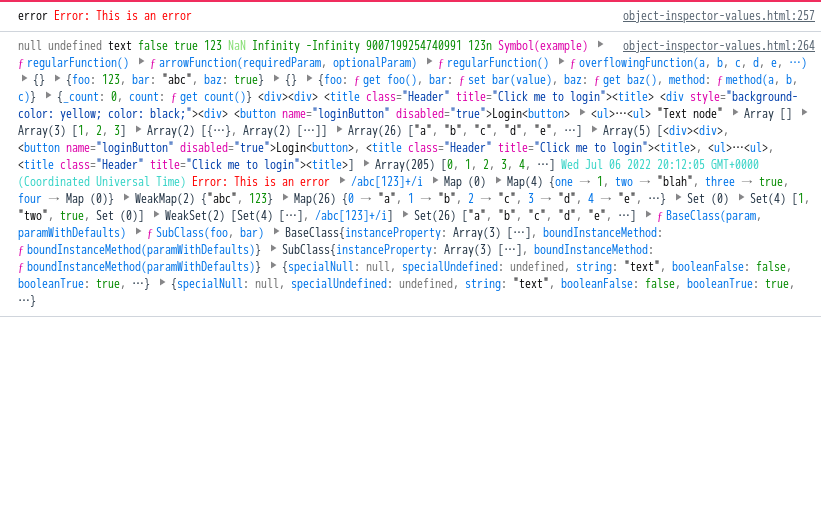 error Error: This is an error object-inspector-values.html:257
null undefined text false true 123 NaN Infinity -Infinity 9007199254740991 123n Symbol(example) ▶ object-inspector-values.html:264
ƒ regularFunction() ▶ ƒ arrowFunction(requiredParam, optionalParam) ▶ ƒ regularFunction() ▶ ƒ overflowingFunction(a, b, c, d, e, …)
▶ {} ▶ {foo: 123, bar: "abc", baz: true} ▶ {} ▶ {foo: ƒ get foo(), bar: ƒ set bar(value), baz: ƒ get baz(), method: ƒ method(a, b,
c)} ▶ {_count: 0, count: ƒ get count()} <div><div> <title class="Header" title="Click me to login"><title> <div style="background-
color: yellow; color: black;"><div> <button name="loginButton" disabled="true">Login<button> ▶ <ul>…<ul> "Text node" ▶ Array [] ▶
Array(3) [1, 2, 3] ▶ Array(2) [{…}, Array(2) […]] ▶ Array(26) ["a", "b", "c", "d", "e", …] ▶ Array(5) [<div><div>,
<button name="loginButton" disabled="true">Login<button>, <title class="Header" title="Click me to login"><title>, <ul>…<ul>,
<title class="Header" title="Click me to login"><title>] ▶ Array(205) [0, 1, 2, 3, 4, …] Wed Jul 06 2022 20:12:05 GMT+0000
(Coordinated Universal Time) Error: This is an error ▶ /abc[123]+/i ▶ Map (0) ▶ Map(4) {one → 1, two → "blah", three → true,
four → Map (0)} ▶ WeakMap(2) {"abc", 123} ▶ Map(26) {0 → "a", 1 → "b", 2 → "c", 3 → "d", 4 → "e", …} ▶ Set (0) ▶ Set(4) [1,
"two", true, Set (0)] ▶ WeakSet(2) [Set(4) […], /abc[123]+/i] ▶ Set(26) ["a", "b", "c", "d", "e", …] ▶ ƒ BaseClass(param,
paramWithDefaults) ▶ ƒ SubClass(foo, bar) ▶ BaseClass{instanceProperty: Array(3) […], boundInstanceMethod:
ƒ boundInstanceMethod(paramWithDefaults)} ▶ SubClass{instanceProperty: Array(3) […], boundInstanceMethod:
ƒ boundInstanceMethod(paramWithDefaults)} ▶ {specialNull: null, specialUndefined: undefined, string: "text", booleanFalse: false,
booleanTrue: true, …} ▶ {specialNull: null, specialUndefined: undefined, string: "text", booleanFalse: false, booleanTrue: true,
…}